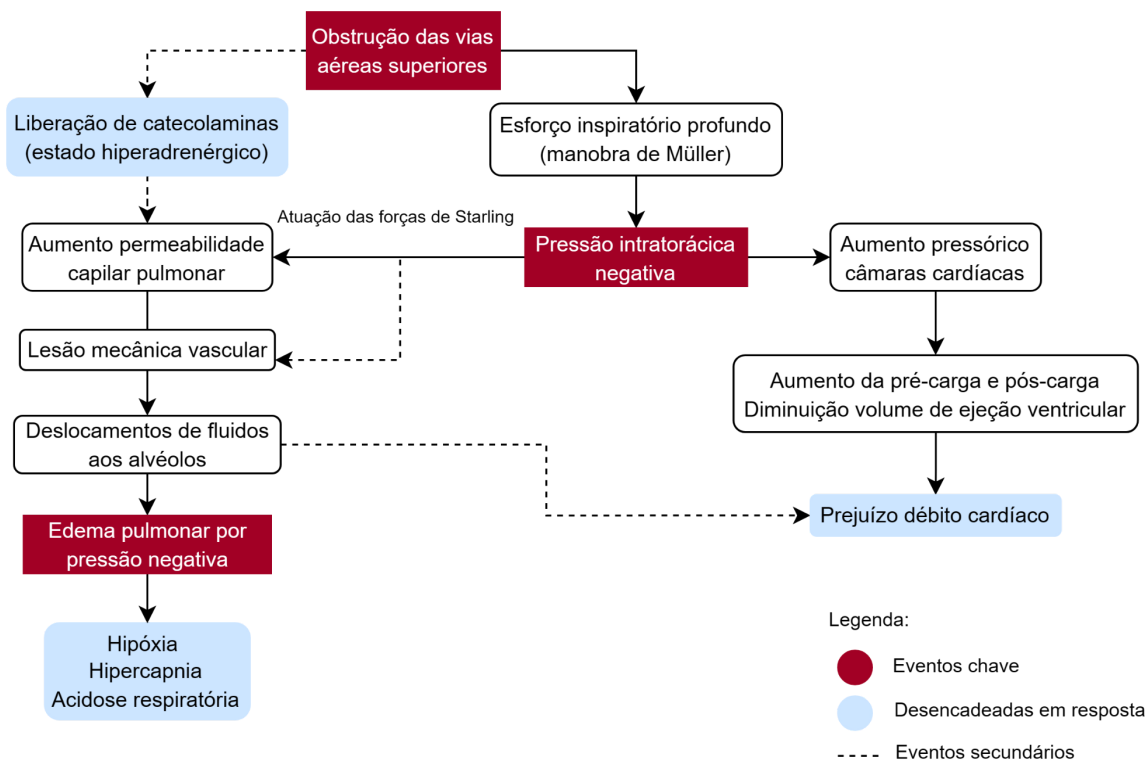 Obstrução das vias
aéreas superiores
Liberação de catecolaminas
(estado hiperadrenérgico)
Esforço inspiratório profundo
(manobra de Müller)
Atuação das forças de Starling
Aumento permeabilidade
capilar pulmonar
Pressão intratorácica
negativa
Aumento pressórico
câmaras cardíacas
Lesão mecânica vascular
Aumento da pré-carga e pós-carga
Diminuição volume de ejeção ventricular
Deslocamentos de fluidos
aos alvéolos
Prejuízo débito cardíaco
Edema pulmonar por
pressão negativa
Hipóxia
Hipercapnia
Acidose respiratória
Legenda:
Eventos chave
Desencadeadas em resposta
Eventos secundários